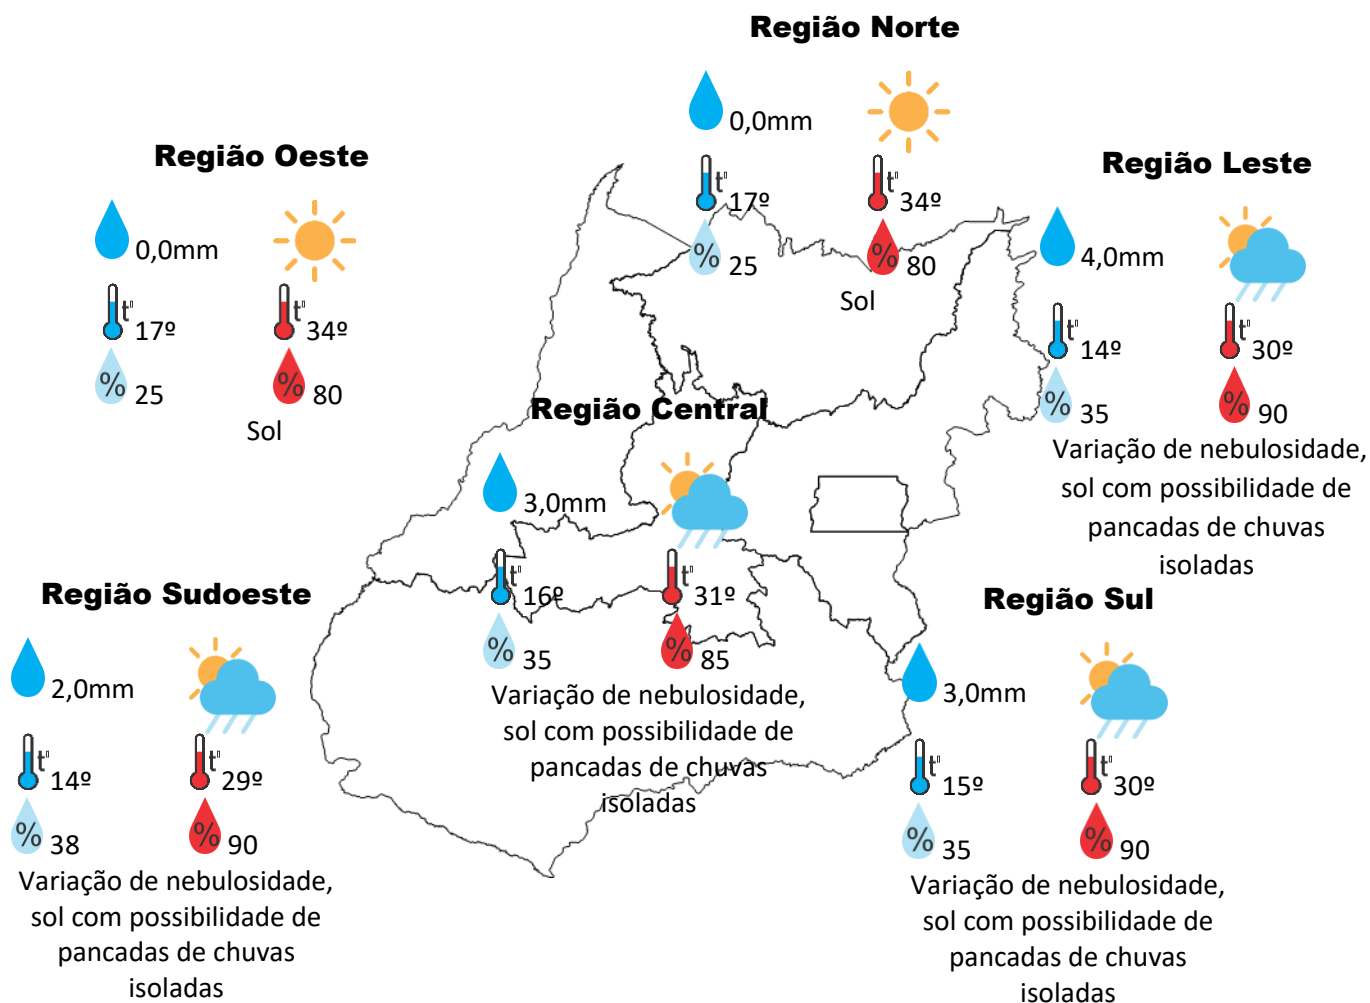 Região Norte
0,0mm
t°
17º
t°
34º
%
25
%
80
Sol
Região Oeste
0,0mm
t°
17º
t°
34º
%
25
%
80
Sol
Região Leste
4,0mm
t°
14º
t°
30º
%
35
%
90
Variação de nebulosidade,
sol com possibilidade de
pancadas de chuvas
isoladas
Região Central
3,0mm
t°
16º
t°
31º
%
35
%
85
Variação de nebulosidade,
sol com possibilidade de
pancadas de chuvas
isoladas
Região Sudoeste
2,0mm
t°
14º
t°
29º
%
38
%
90
Variação de nebulosidade,
sol com possibilidade de
pancadas de chuvas
isoladas
Região Sul
3,0mm
t°
15º
t°
30º
%
35
%
90
Variação de nebulosidade,
sol com possibilidade de
pancadas de chuvas
isoladas